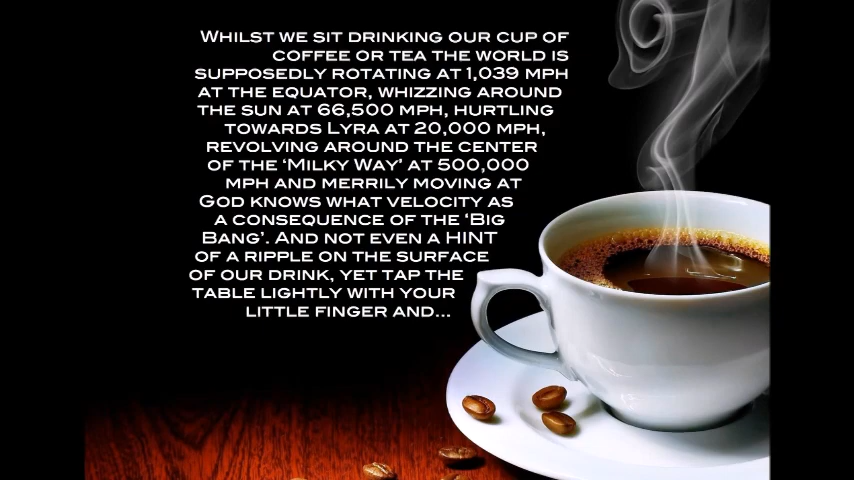 Whilst we sit drinking our cup of
coffee or tea the world is
supposedly rotating at 1,039 mph
at the equator, whizzing around
the sun at 66,500 mph, hurtling
towards Lyra at 20,000 mph,
revolving around the center
of the ‘Milky Way’ at 500,000
mph and merrily moving at
God knows what velocity as
a consequence of the ‘Big
Bang’. And not even a HINT
of a ripple on the surface
of our drink, yet tap the
table lightly with your
little finger and...